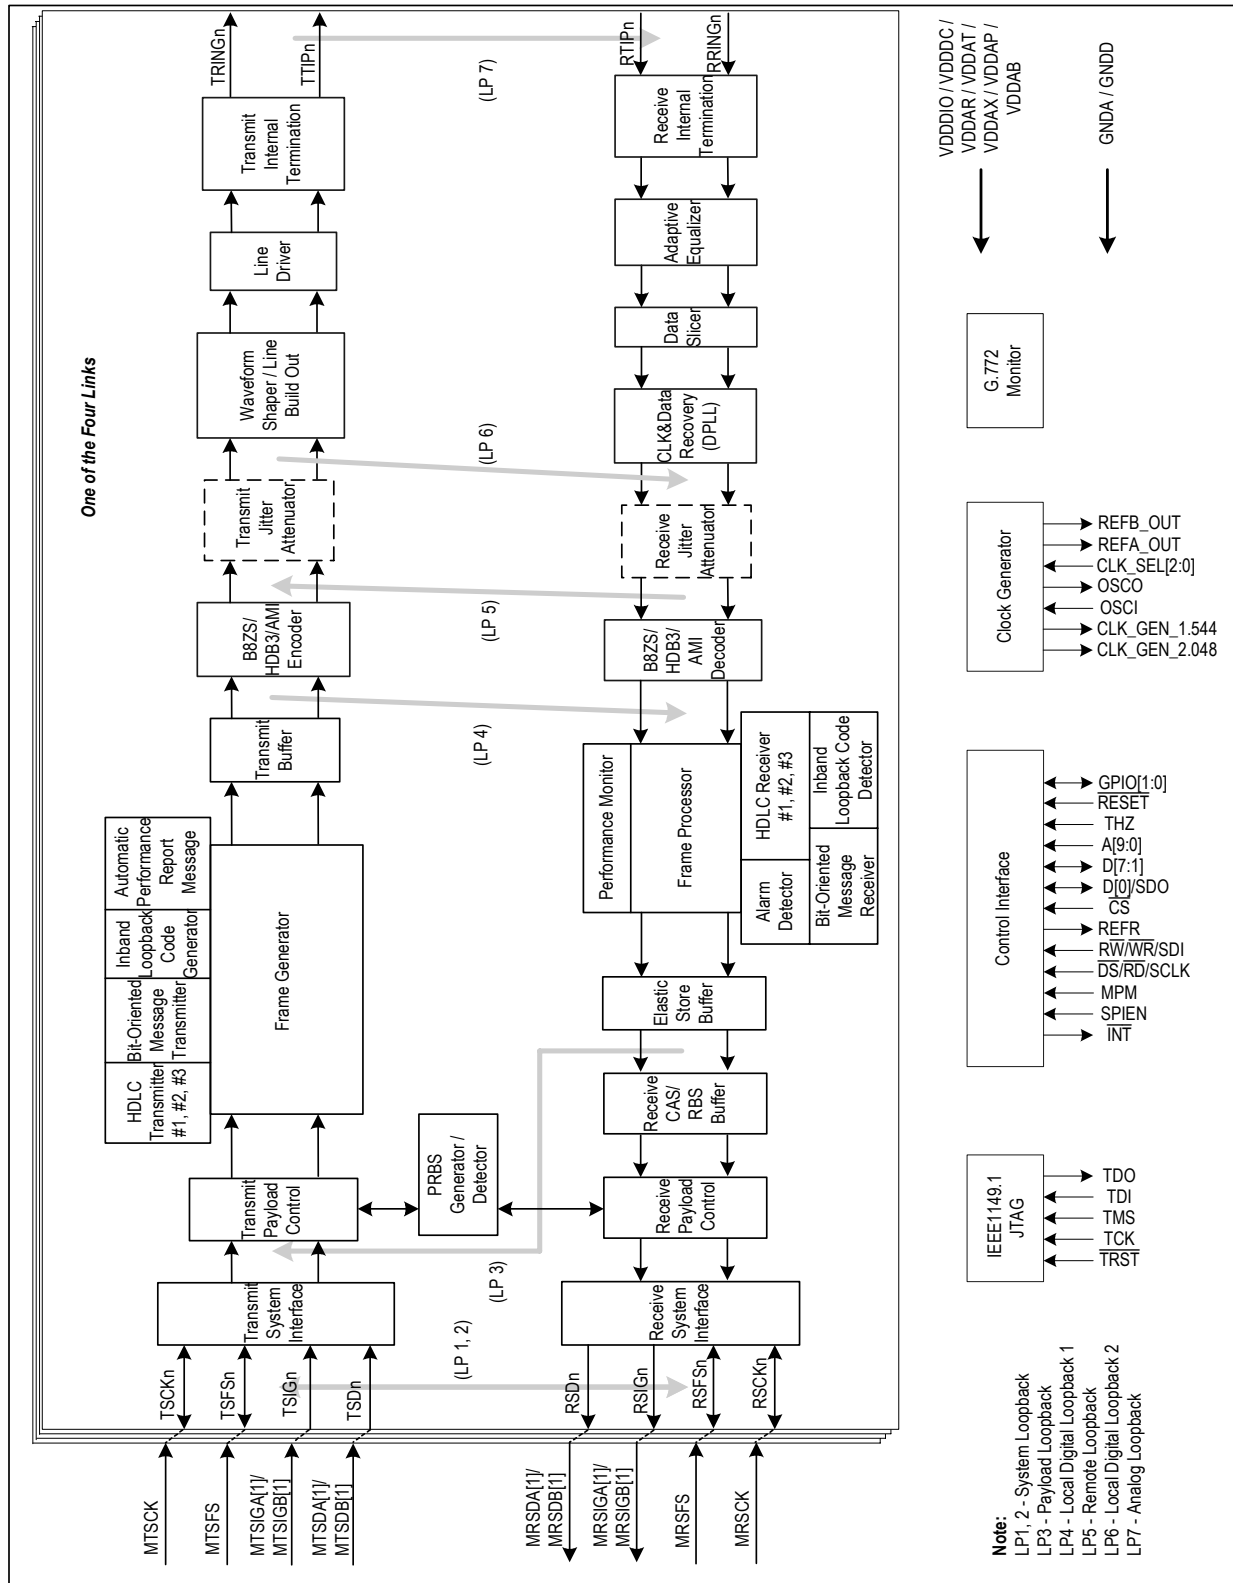 One of the Four Links
TRINGn
TTIPn
Transmit
Internal
Termination
Line
Driver
Waveform
Shaper / Line
Build Out
Transmit
Jitter
Attenuator
B8ZS/
HDB3/AMI
Encoder
Transmit
Buffer
Automatic
Performance
Report
Message
Inband
Loopback
Code
Generator
Bit-Oriented
Message
Transmitter
HDLC
Transmitter
#1, #2, #3
Frame Generator
Transmit
Payload
Control
Transmit
System
Interface
TSCKn
TSFSn
TSIGn
TSDn
MTSCK
MTSFS
MTSIGA[1]/
MTSIGB[1]
MTSDA[1]/
MTSDB[1]
(LP 7)
(LP 6)
(LP 5)
(LP 4)
(LP 3)
(LP 1, 2)
PRBS
Generator /
Detector
RTIPn
RRINGn
Receive
Internal
Termination
Adaptive
Equalizer
Data
Slicer
CLK&Data
Recovery
(DPLL)
Receive
Jitter
Attenuator
B8ZS/
HDB3/
AMI
Decoder
Performance Monitor
Frame Processor
HDLC Receiver
#1, #2, #3
Inband
Loopback Code
Detector
Alarm
Detector
Bit-Oriented
Message
Receiver
Elastic
Store
Buffer
Receive
CAS/
RBS
Buffer
Receive
Payload
Control
Receive
System
Interface
RSDn
RSIGn
RSFSn
RSCKn
MRSDA[1]/
MRSDB[1]
MRSIGA[1]/
MRSIGB[1]
MRSFS
MRSCK
VDDDIO / VDDDC /
VDDAR / VDDAT /
VDDAX / VDDAP /
VDDAB
GNDA / GNDD
G.772
Monitor
Clock Generator
REFB_OUT
REFA_OUT
CLK_SEL[2:0]
OSCO
OSCI
CLK_GEN_1.544
CLK_GEN_2.048
Control Interface
GPIO[1:0]
RESET
THZ
A[9:0]
D[7:1]
D[0]/SDO
CS
REFR
RW/WR/SDI
DS/RD/SCLK
MPM
SPIEN
INT
IEEE1149.1
JTAG
TDO
TDI
TMS
TCK
TRST
Note:
LP1, 2 - System Loopback
LP3 - Payload Loopback
LP4 - Local Digital Loopback 1
LP5 - Remote Loopback
LP6 - Local Digital Loopback 2
LP7 - Analog Loopback